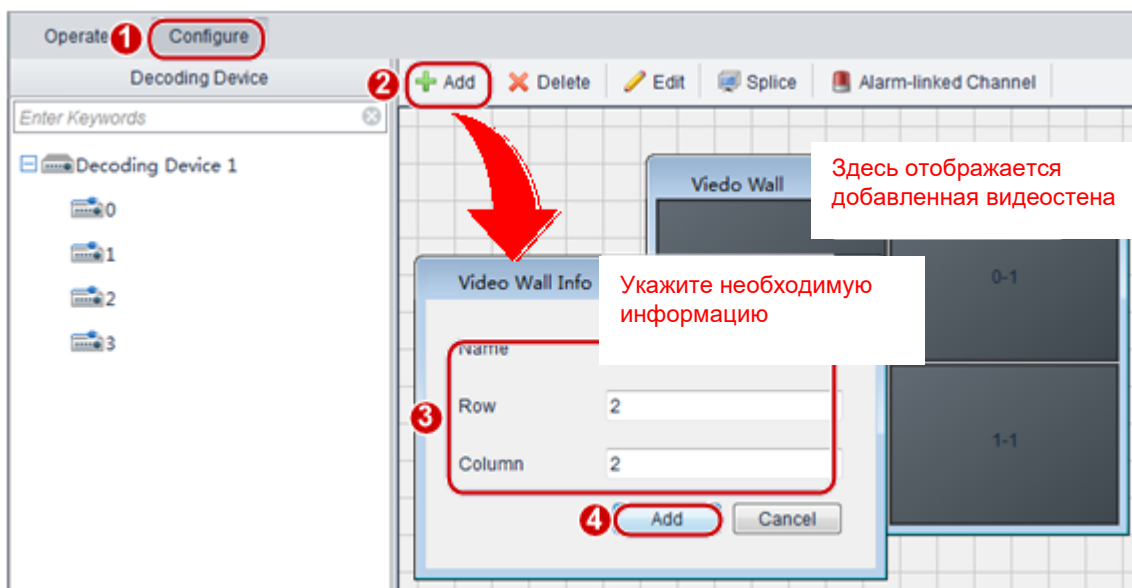 Operate 1 Configure
Decoding Device
2 Add Delete Edit Splice Alarm-linked Channel
Enter Keywords
Decoding Device 1
0
1
2
3
Viedo Wall
Здесь отображается
добавленная видеостена
0-1
1-1
Video Wall Info
Укажите необходимую
информацию
Name
3
Row 2
Column 2
4 Add Cancel